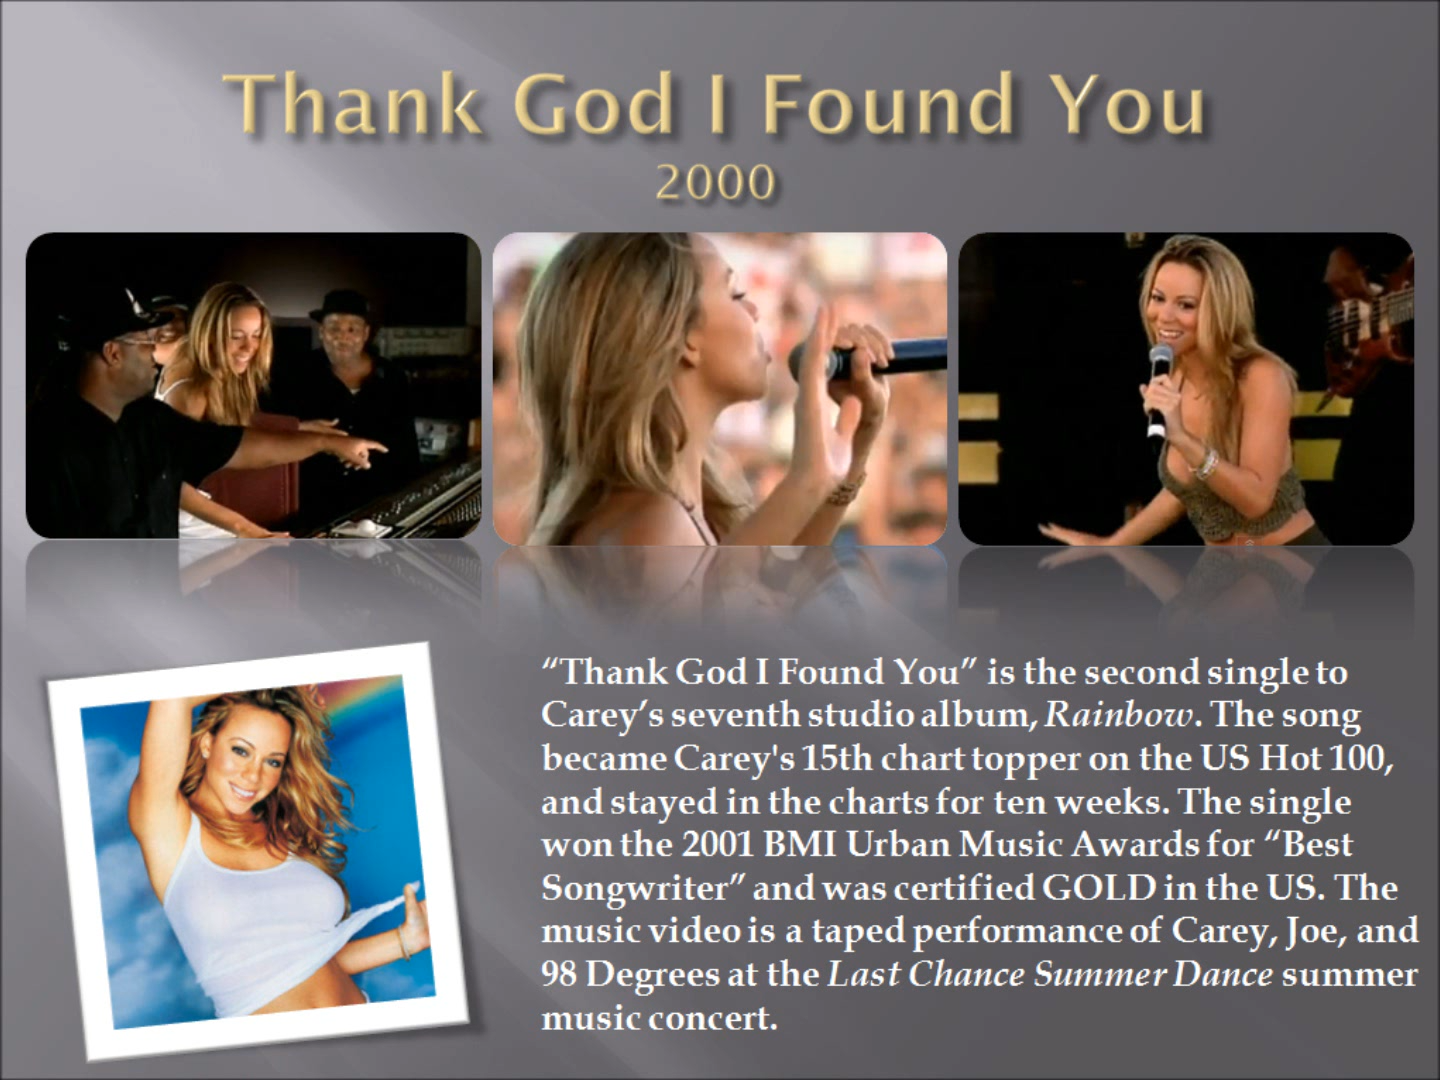 Thank God I Found You
2000
“Thank God I Found You” is the second single to
Carey’s seventh studio album, Rainbow. The song
became Carey's 15th chart topper on the US Hot 100,
and stayed in the charts for ten weeks. The single
won the 2001 BMI Urban Music Awards for “Best
Songwriter” and was certified GOLD in the US. The
music video is a taped performance of Carey, Joe, and
98 Degrees at the Last Chance Summer Dance summer
music concert.